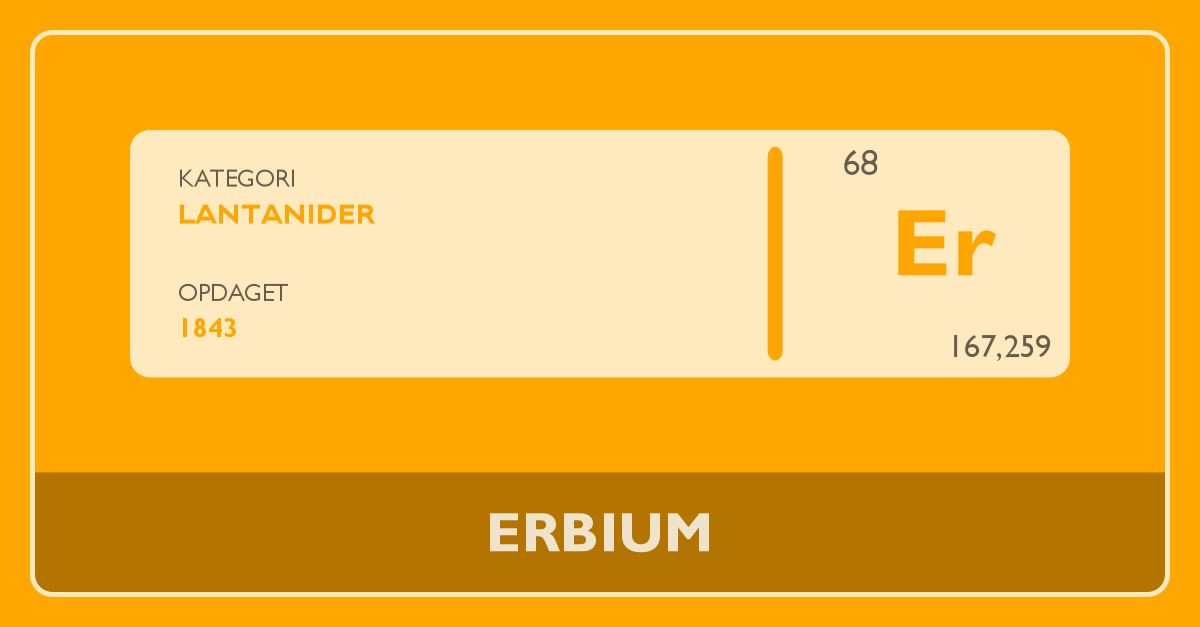 KATEGORI
LANTANIDER
OPDAGET
1843
68
Er
167,259
ERBIUM